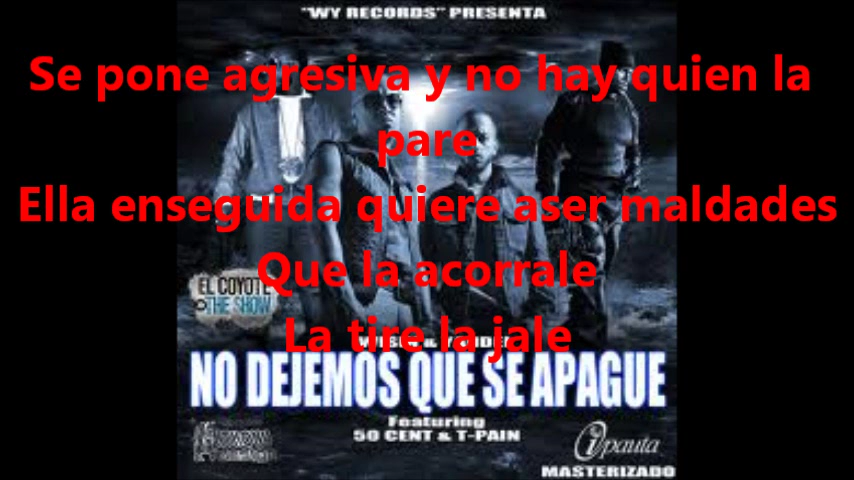 "WY RECORDS" PRESENTA
Se pone agresiva y no hay quien la
pare
Ella enseguida quiere aser maldades
Que la acorrale
EL COYOTE
THE SHOW
La tire la jale
NO DEJEMOS QUE SE APAGUE
Featuring
50 CENT & T-PAIN
ipauta
MASTERIZADO